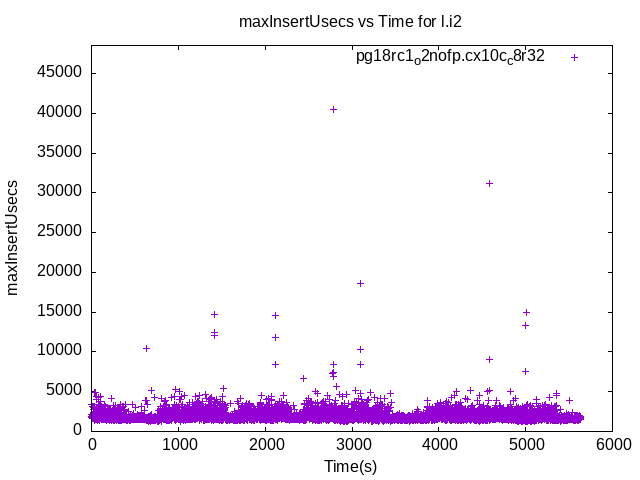 maxInsertUsecs vs Time for l.i2
pg18rc1_o2nofp.cx10c_c8r32
45000
40000
35000
30000
25000
20000
15000
10000
5000
0
maxInsertUsecs
0 1000 2000 3000 4000 5000 6000
Time(s)